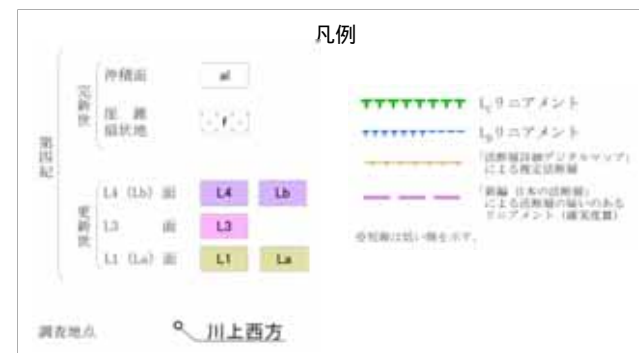 凡例
第四紀
完新世
沖積面
al
崖錐
扇状地
f
更新世
L4 (Lb) 面
L4
Lb
L3 面
L3
L1 (La) 面
L1
La
調査地点
川上西方
LCリニアメント
LDリニアメント
「活断層詳細デジタルマップ」
による推定活断層
「新編 日本の活断層」
による活断層の疑いのある
リニアメント (確実度Ⅲ)
※短線は低い側を示す。